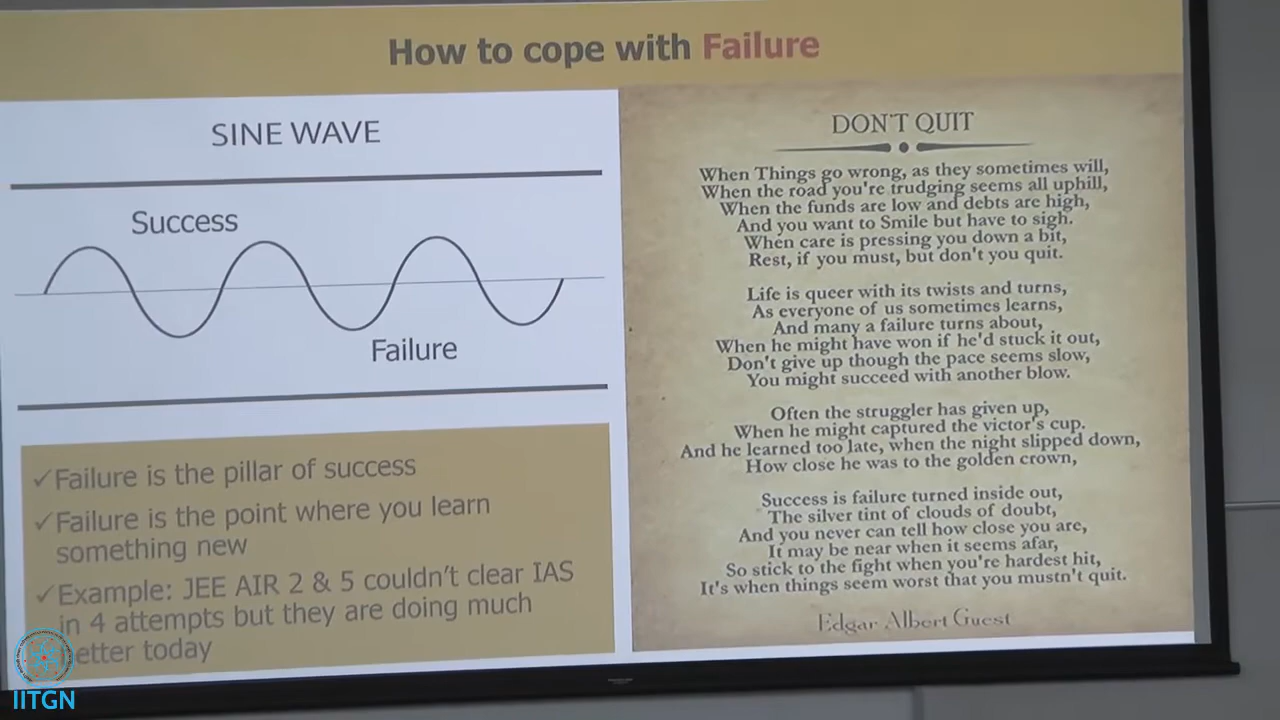 How to cope with Failure
SINE WAVE
Success
Failure
✓Failure is the pillar of success
✓Failure is the point where you learn
something new
✓Example: JEE AIR 2 & 5 couldn't clear IAS
in 4 attempts but they are doing much
etter today
DON'T QUIT
When Things go wrong, as they sometimes will,
When the road you're trudging seems all uphill,
When the funds are low and debts are high,
And you want to Smile but have to sigh.
When care is pressing you down a bit,
Rest, if you must, but don't you quit.
Life is queer with its twists and turns,
As everyone of us sometimes learns,
And many a failure turns about,
When he might have won if he'd stuck it out,
Don't give up though the pace seems slow,
You might succeed with another blow.
Often the struggler has given up,
When he might captured the victor's cup.
And he learned too late, when the night slipped down,
How close he was to the golden crown,
Success is failure turned inside out,
The silver tint of clouds of doubt,
And you never can tell how close you are,
It may be near when it seems afar,
So stick to the fight when you're hardest hit,
It's when things seem worst that you mustn't quit.
Edgar Albert Guest
IITGN